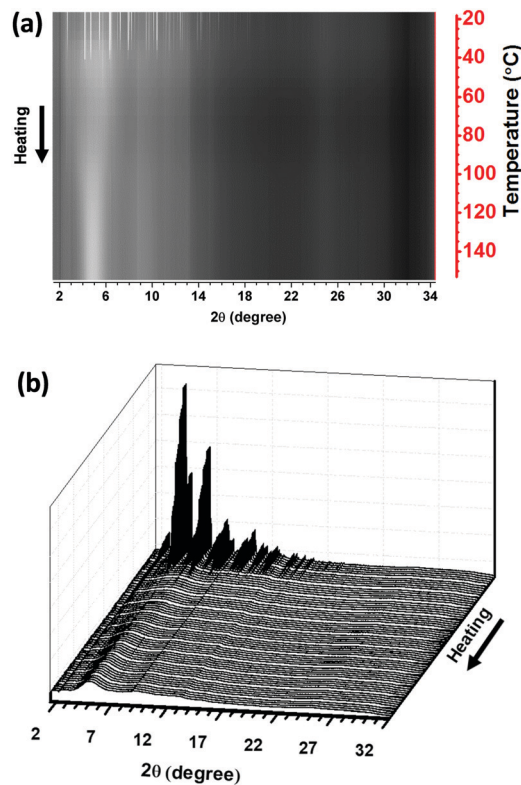 (a)
20
40
60
80
100
120
140
Temperature (°C)
Heating
2 6 10 14 18 22 26 30 34
2θ (degree)
(b)
Heating
2 7 12 17 22 27 32
2θ (degree)